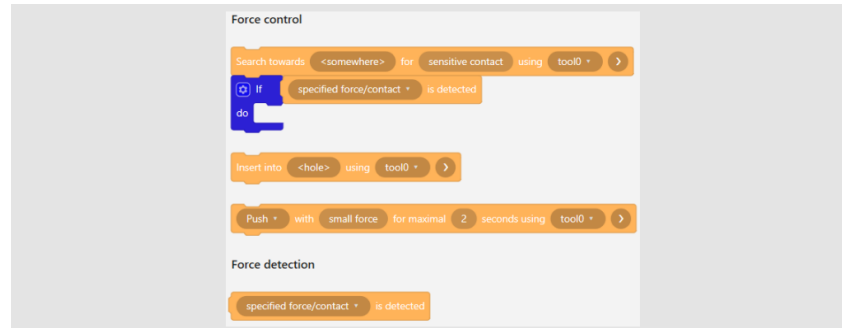 Force control
Search towards <somewhere> for sensitive contact using tool0
If specified force/contact is detected
do
Insert into <hole> using tool0
Push with small force for maximal 2 seconds using tool0
Force detection
specified force/contact is detected